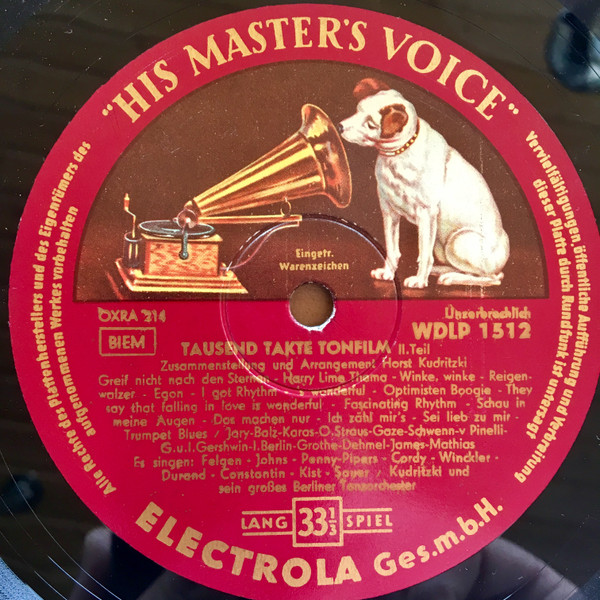 "HIS MASTER'S VOICE"
Alle Rechte des Plattenherstellers und des Eigentümers des
aufgenommenen Werkes vorbehalten
Vervielfältigungen, öffentliche Aufführung und Verbreitung
dieser Platte durch Rundfunk ist untersagt
Eingetr.
Warenzeichen
OXRA 214
Unzerbrechlich
BIEM
WDLP 1512
TAUSEND TAKTE TONFILM II. Teil
Zusammenstellung und Arrangement Horst Kudritzki
Greif nicht nach den Sternen - Harry Lime Thema - Winke, winke - Reigen-
walzer - Egon - I got Rhythm - wonderful - Optimisten Boogie - They
say that falling in love is wonderful - Fascinating Rhythm - Schau in
meine Augen - Das macher nur - Ich zähl mir's - Sei lieb zu mir -
Trumpet Blues / Jary-Balz-Karas-O.Straus-Gaze-Schwenn-v Pinelli-
G.u.I.Gershwin-I.Berlin-Grothe-Dehmel-James-Mathias
Es singen: Felgen - Johns - Penny-Pipers - Cordy - Winckler -
Durand - Constantin - Kist - / Kudritzki und
sein großes Berliner Tanzorchester
LANG 33⅓ SPIEL
ELECTROLA Ges.m.b.H.